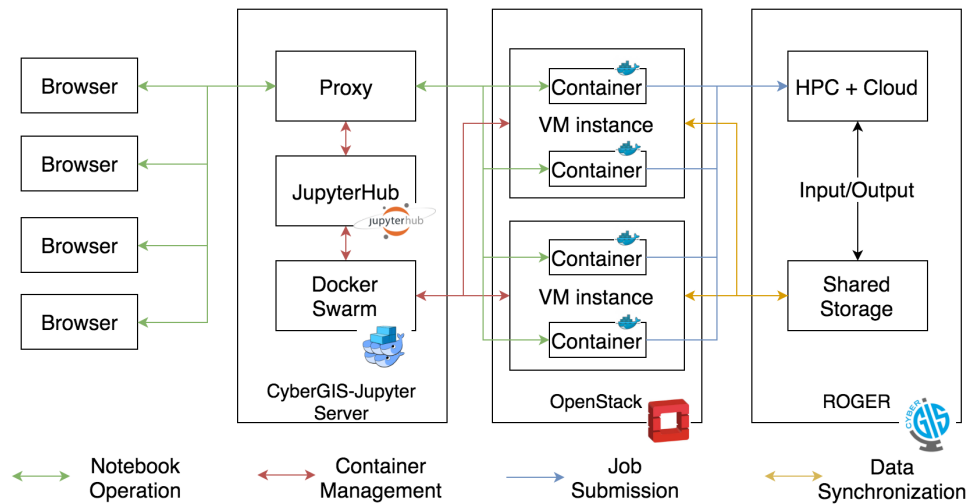 Browser
Browser
Browser
Browser
Proxy
JupyterHub
jupyterhub
Docker
Swarm
CyberGIS-Jupyter
Server
Container
VM instance
Container
Container
VM instance
Container
OpenStack
HPC + Cloud
Input/Output
Shared
Storage
ROGER
CYBER
GIS
Notebook
Operation
Container
Management
Job
Submission
Data
Synchronization